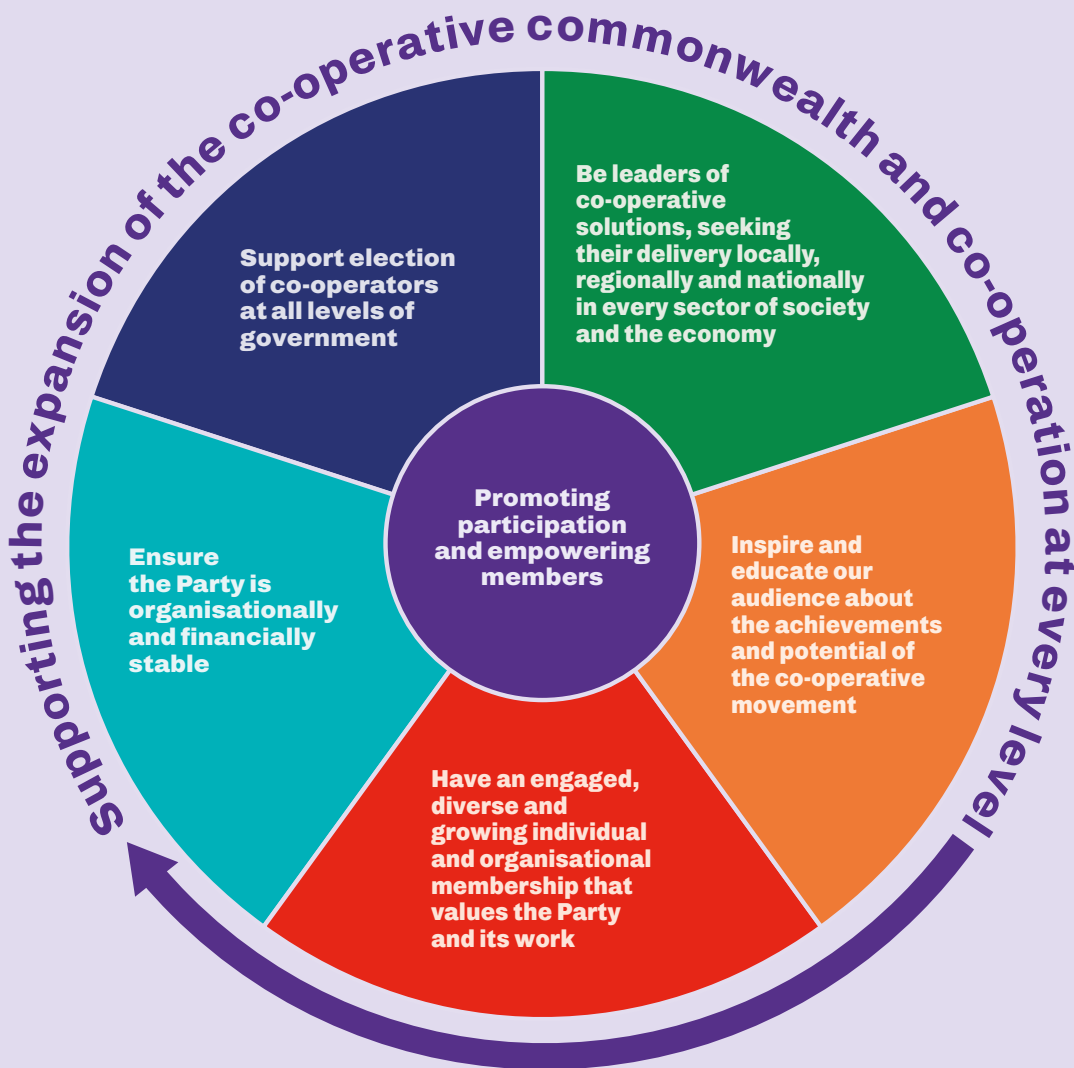 Supporting the expansion of the co-operative commonwealth and co-operation at every level
Be leaders of
co-operative
solutions, seeking
their delivery locally,
regionally and nationally
in every sector of society
and the economy
Inspire and
educate our
audience about
the achievements
and potential of
the co-operative
movement
Have an engaged,
diverse and
growing individual
and organisational
membership that
values the Party
and its work
Ensure
the Party is
organisationally
and financially
stable
Support election
of co-operators
at all levels of
government
Promoting
participation
and empowering
members